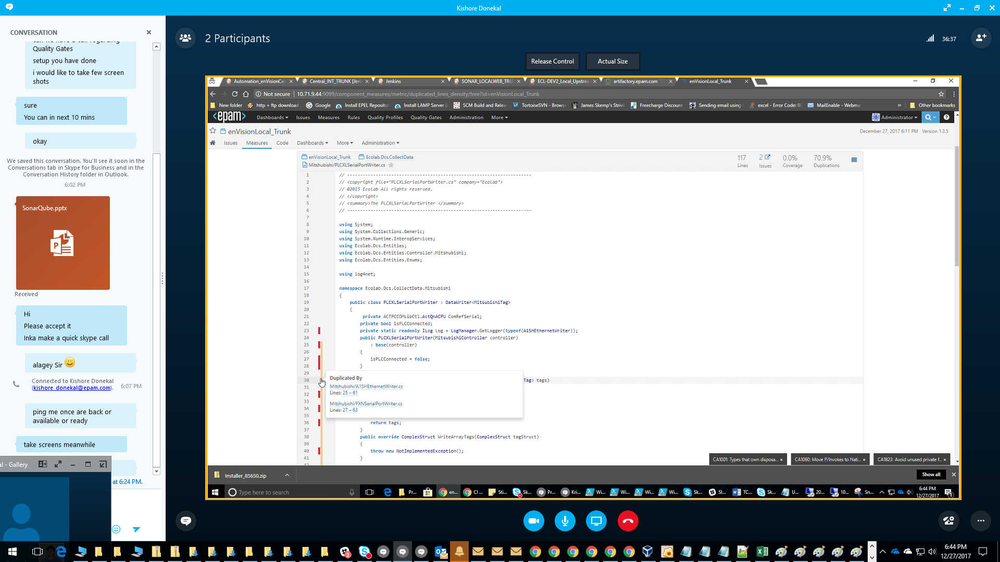 Kishore Donekal
CONVERSATION
Quality Gates
setup you have done
i would like to take few screen
shots
sure
You can in next 10 mins
okay
We saved this conversation. You'll see it soon in the
Conversations tab in Skype for Business and in the
Conversation History folder in Outlook.
6:02 PM
SonarQube.pptx
Received
Hi
Please accept it
Inka make a quick skype call
alagey Sir
Connected to Kishore Donekal
(kishore_donekal@epam.com).
6:07 PM
ping me once are back or
available or ready
take screens meanwhile
al - Gallery
at 6:24 PM.
2 Participants
36:37
Release Control
Actual Size
Automation_enVisionCe
Central_INT_TRUNK [Jen
Jenkins
SONAR_LOCALWEB_TRU
ECL-DEV2_Local_Upstrea
artifactory.epam.com
enVisionLocal_Trunk
Not secure
10.71.9.44:9099/component_measures/metric/duplicated_lines_density/tree?id=enVisionLocal_Trunk
New folder
http + ftp download
Google
Install EPEL Repositor
Install LAMP Server (
SCM Build and Relea
TortoiseSVN - Browse
James Skemp's Strivi
Freecharge Discount
Sending email using
excel - Error Code: 80
MailEnable - Webma
»
Other bookmarks
<epam>
Dashboards
Issues
Measures
Rules
Quality Profiles
Quality Gates
Administration
More
Administrator
enVisionLocal_Trunk
December 27, 2017 6:11 PM Version 1.3.5
Issues
Measures
Code
Dashboards
More
Administration
enVisionLocal_Trunk
Ecolab.Dcs.CollectData
Mitshubishi/PLCXLSerialPortWriter.cs
117
Lines
2
Issues
0.0%
Coverage
70.9%
Duplications
1 // -----------------------------------------------------------------------
2 // <copyright file="PLCXLSerialPortWriter.cs" company="Ecolab">
3 // ©2015 Ecolab All rights reserved.
4 // </copyright>
5 // <summary>The PLCXLSerialPortWriter </summary>
6 // -----------------------------------------------------------------------
7
8 using System;
9 using System.Collections.Generic;
10 using System.Runtime.InteropServices;
11 using Ecolab.Dcs.Entities;
12 using Ecolab.Dcs.Entities.Controller.Mitshubishi;
13 using Ecolab.Dcs.Entities.Enums;
14
15 using log4net;
16
17 namespace Ecolab.Dcs.CollectData.Mitsubishi
18 {
19 public class PLCXLSerialPortWriter : DataWriter<MitsubishiTag>
20 {
21 private ACTPCCOMLibCtl.ActQnACPU ComRefSerial;
22 private bool isPLCConnected;
23 private static readonly ILog Log = LogManager.GetLogger(typeof(A1SHEthernetWriter));
24 public PLCXLSerialPortWriter(MitsubishiController controller)
25 : base(controller)
26 {
27 isPLCConnected = false;
28 }
29
30 Tag> tags)
31
32
33
34
35
36 return tags;
37 }
38 public override ComplexStruct WriteArrayTags(ComplexStruct tagStruct)
39 {
40 throw new NotImplementedException();
41 }
Duplicated By
Mitshubishi/A1SHEthernetWriter.cs
Lines: 25 – 61
Mitshubishi/FXNSerialPortWriter.cs
Lines: 27 – 63
CA1001: Types that own disposa...
CA1060: Move P/Invokes to Nati...
CA1823: Avoid unused private f...
Installer_85650.zip
Show all
Type here to search
Pr...
en...
Cl ...
Sti...
Sk...
Pr...
Kri...
Wi...
Wi...
Wi...
Wi...
Sk...
Sl...
TC...
Sk...
U...
20...
10...
Sn...
6:44 PM
12/27/2017
6:44 PM
12/27/2017